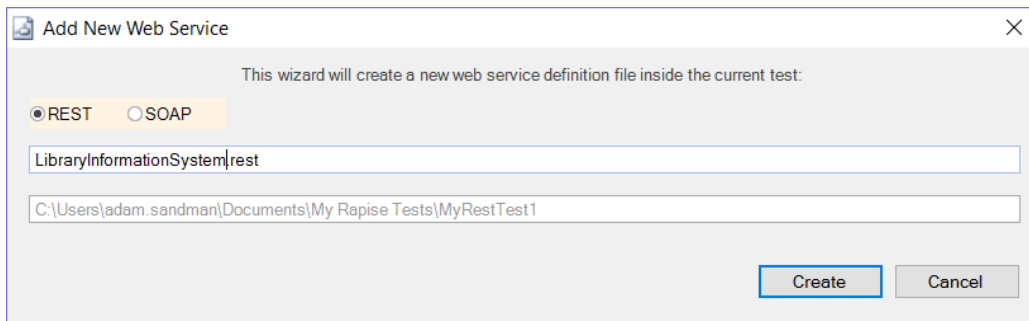 Add New Web Service
This wizard will create a new web service definition file inside the current test:
REST SOAP
LibraryInformationSystem.rest
C:\Users\adam.sandman\Documents\My Rapise Tests\MyRestTest1
Create Cancel